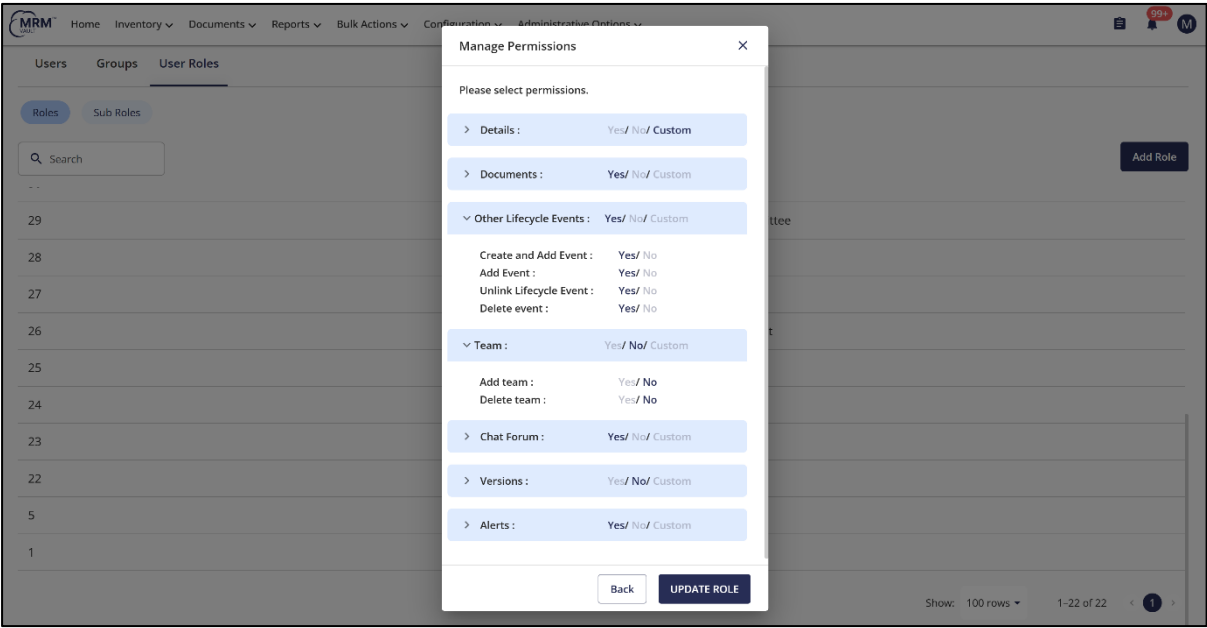 MRM Home Inventory Documents Reports Bulk Actions Configuration Administrative Options 99+ M
VAULT
Users Groups User Roles
Roles Sub Roles
Search
Add Role
29 ttee
28
27
26 t
25
24
23
22
5
1
Show: 100 rows 1–22 of 22 < 1 >
Manage Permissions ×
Please select permissions.
> Details : Yes/ No/ Custom
> Documents : Yes/ No/ Custom
Other Lifecycle Events : Yes/ No/ Custom
Create and Add Event : Yes/ No
Add Event : Yes/ No
Unlink Lifecycle Event : Yes/ No
Delete event : Yes/ No
Team : Yes/ No/ Custom
Add team : Yes/ No
Delete team : Yes/ No
> Chat Forum : Yes/ No/ Custom
> Versions : Yes/ No/ Custom
> Alerts : Yes/ No/ Custom
Back UPDATE ROLE